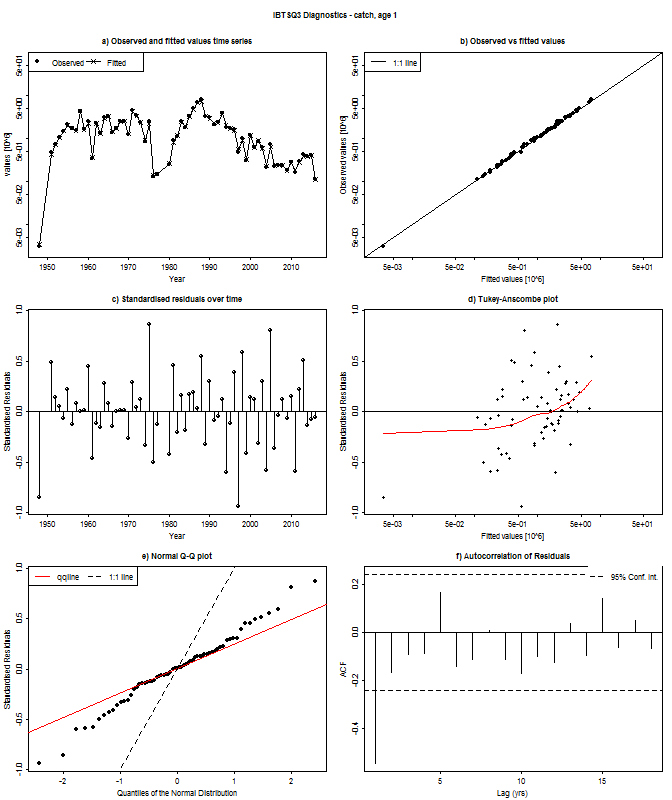 IBTSQ3 Diagnostics - catch, age 1
a) Observed and fitted values time series
values [10^6]
5e+01
5e+00
5e-01
5e-02
5e-03
Observed
Fitted
1950 1960 1970 1980 1990 2000 2010
Year
b) Observed vs fitted values
Observed values [10^6]
5e+01
5e+00
5e-01
5e-02
5e-03
1:1 line
5e-03 5e-02 5e-01 5e+00 5e+01
Fitted values [10^6]
c) Standardised residuals over time
Standardised Residuals
1.0
0.5
0.0
-0.5
-1.0
1950 1960 1970 1980 1990 2000 2010
Year
d) Tukey-Anscombe plot
Standardised Residuals
1.0
0.5
0.0
-0.5
-1.0
5e-03 5e-02 5e-01 5e+00 5e+01
Fitted values [10^6]
e) Normal Q-Q plot
Standardised Residuals
1.0
0.5
0.0
-0.5
-1.0
qqline
1:1 line
-2 -1 0 1 2
Quantiles of the Normal Distribution
f) Autocorrelation of Residuals
ACF
0.2
0.0
-0.2
-0.4
95% Conf. Int.
5 10 15
Lag (yrs)